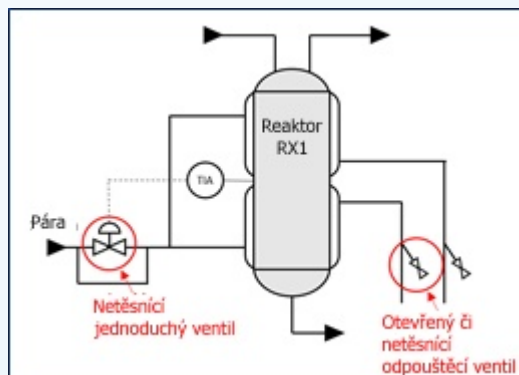 Reaktor
RX1
TIA
Pára
Netěsnící
jednoduchý ventil
Otevřený či
netěsnící
odpouštěcí ventil